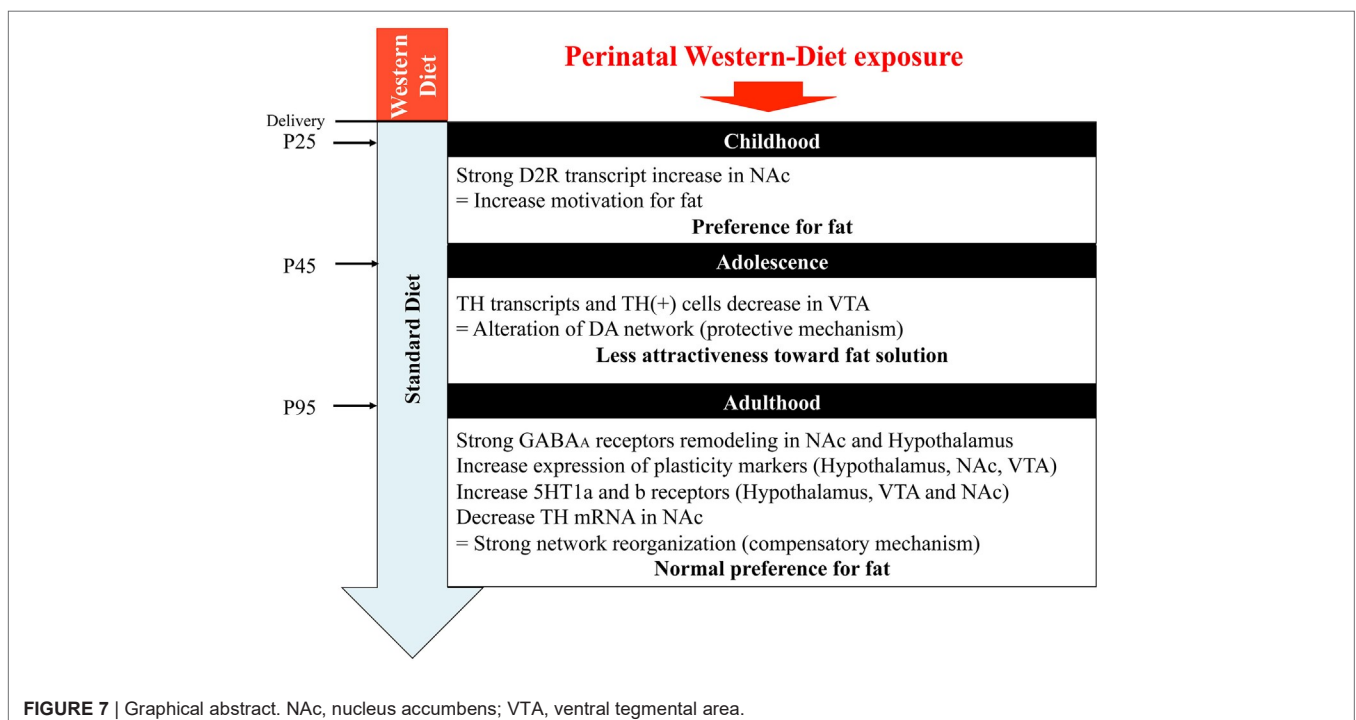 Western
Diet
Perinatal Western-Diet exposure
Delivery
P25
Childhood
Strong D2R transcript increase in NAc
= Increase motivation for fat
Preference for fat
P45
Adolescence
TH transcripts and TH(+) cells decrease in VTA
= Alteration of DA network (protective mechanism)
Less attractiveness toward fat solution
Standard Diet
P95
Adulthood
Strong GABAA receptors remodeling in NAc and Hypothalamus
Increase expression of plasticity markers (Hypothalamus, NAc, VTA)
Increase 5HT1a and b receptors (Hypothalamus, VTA and NAc)
Decrease TH mRNA in NAc
= Strong network reorganization (compensatory mechanism)
Normal preference for fat
FIGURE 7 | Graphical abstract. NAc, nucleus accumbens; VTA, ventral tegmental area.